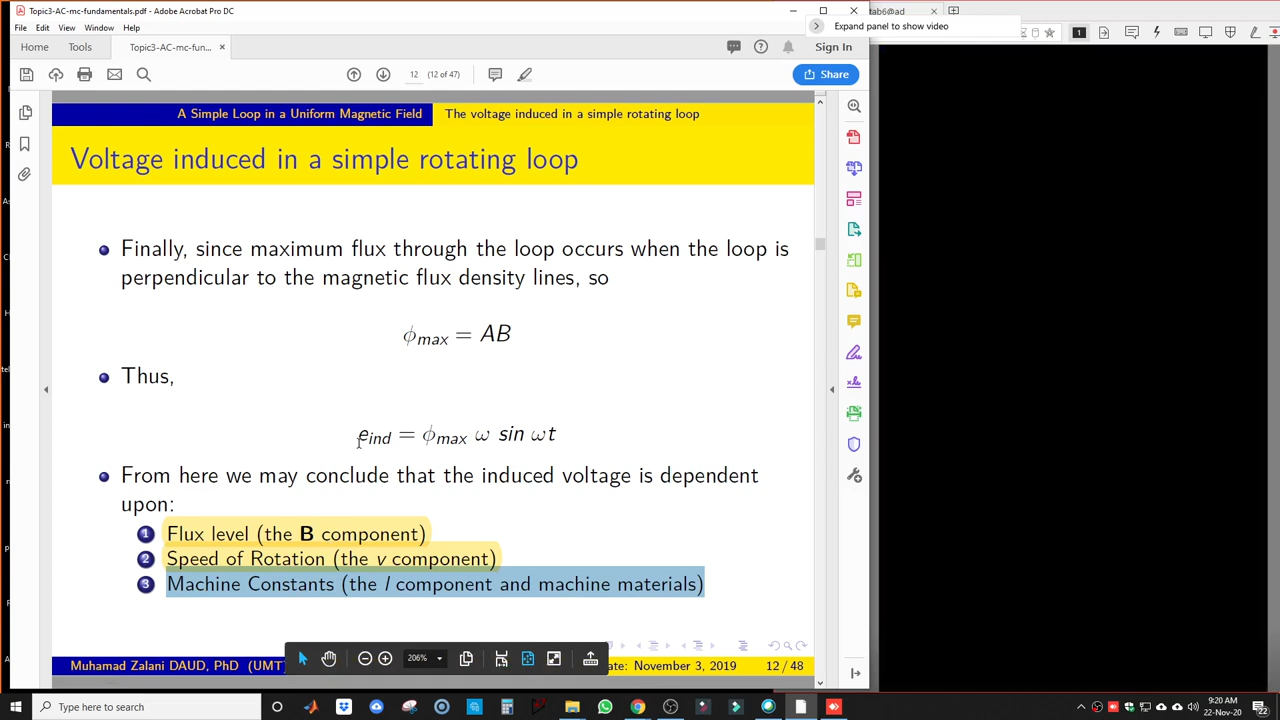 Topic3-AC-mc-fundamentals.pdf - Adobe Acrobat Pro DC
tab6@ad
Expand panel to show video
File Edit View Window Help
Home Tools Topic3-AC-mc-fun... Sign In
12 (12 of 47) Share
1
A Simple Loop in a Uniform Magnetic Field The voltage induced in a simple rotating loop
Voltage induced in a simple rotating loop
Finally, since maximum flux through the loop occurs when the loop is
perpendicular to the magnetic flux density lines, so
ϕmax = AB
Thus,
eind = ϕmax ω sin ωt
From here we may conclude that the induced voltage is dependent
upon:
1 Flux level (the B component)
2 Speed of Rotation (the v component)
3 Machine Constants (the l component and machine materials)
206%
Muhamad Zalani DAUD, PhD (UMT) ate: November 3, 2019 12 / 48
Type here to search
9:20 AM
22-Nov-20